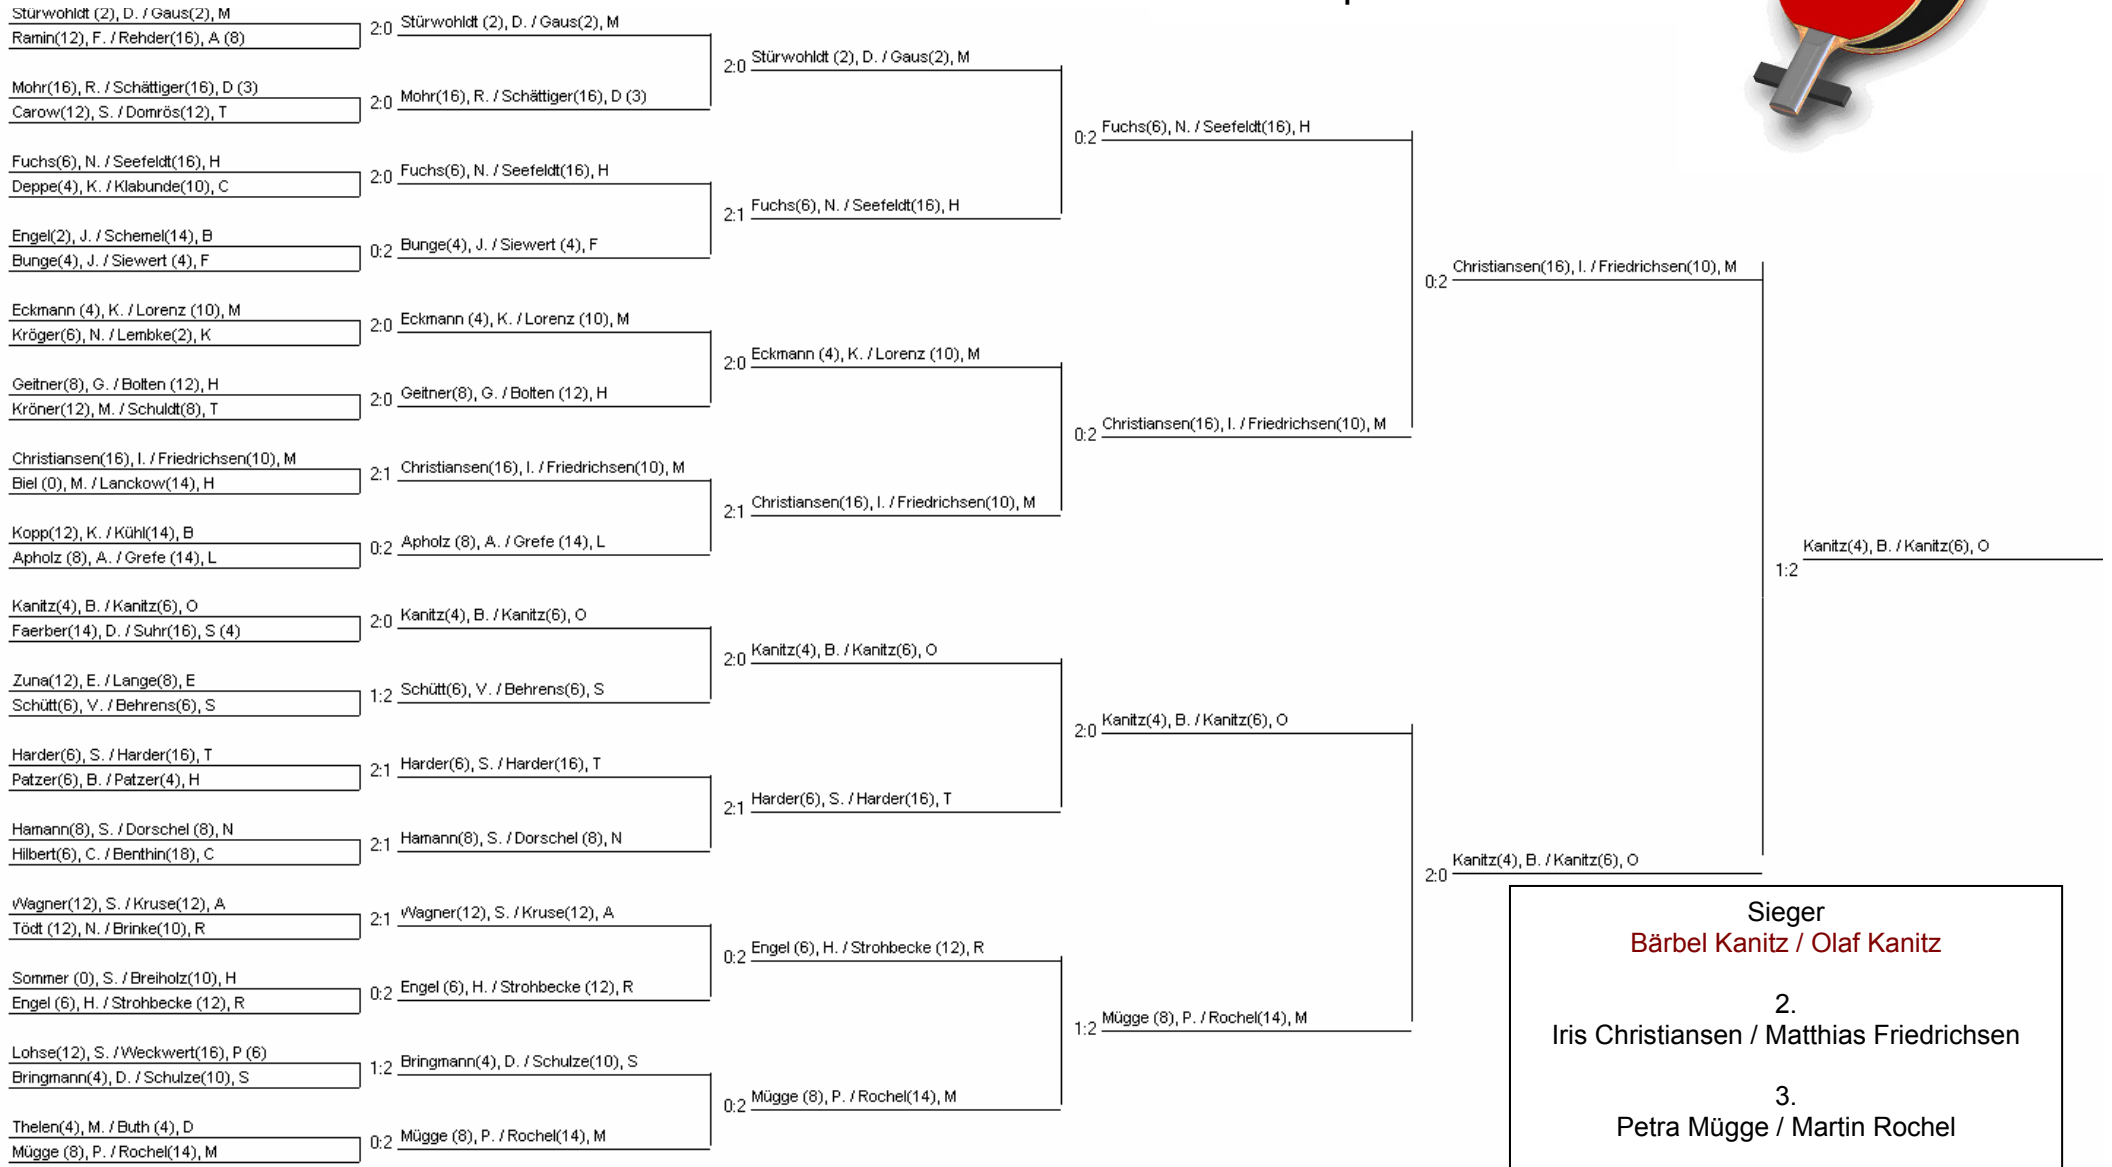 Stürwohldt (2), D. / Gaus(2), M
Ramin(12), F. / Rehder(16), A (8)
Mohr(16), R. / Schättiger(16), D (3)
Carow(12), S. / Domrös(12), T
Fuchs(6), N. / Seefeldt(16), H
Deppe(4), K. / Klabunde(10), C
Engel(2), J. / Schemel(14), B
Bunge(4), J. / Siewert (4), F
Eckmann (4), K. / Lorenz (10), M
Kröger(6), N. / Lembke(2), K
Geitner(8), G. / Bolten (12), H
Kröner(12), M. / Schuldt(8), T
Christiansen(16), I. / Friedrichsen(10), M
Biel (0), M. / Lanckow(14), H
Kopp(12), K. / Kühl(14), B
Apholz (8), A. / Grefe (14), L
Kanitz(4), B. / Kanitz(6), O
Faerber(14), D. / Suhr(16), S (4)
Zuna(12), E. / Lange(8), E
Schütt(6), V. / Behrens(6), S
Harder(6), S. / Harder(16), T
Patzer(6), B. / Patzer(4), H
Hamann(8), S. / Dorschel (8), N
Hilbert(6), C. / Benthin(18), C
Wagner(12), S. / Kruse(12), A
Tödt (12), N. / Brinke(10), R
Sommer (0), S. / Breiholz(10), H
Engel (6), H. / Strohbecke (12), R
Lohse(12), S. / Weckwert(16), P (6)
Bringmann(4), D. / Schulze(10), S
Thelen(4), M. / Buth (4), D
Mügge (8), P. / Rochel(14), M
2:0 Stürwohldt (2), D. / Gaus(2), M
2:0 Mohr(16), R. / Schättiger(16), D (3)
2:0 Fuchs(6), N. / Seefeldt(16), H
0:2 Bunge(4), J. / Siewert (4), F
2:0 Eckmann (4), K. / Lorenz (10), M
2:0 Geitner(8), G. / Bolten (12), H
2:1 Christiansen(16), I. / Friedrichsen(10), M
0:2 Apholz (8), A. / Grefe (14), L
2:0 Kanitz(4), B. / Kanitz(6), O
1:2 Schütt(6), V. / Behrens(6), S
2:1 Harder(6), S. / Harder(16), T
2:1 Hamann(8), S. / Dorschel (8), N
2:1 Wagner(12), S. / Kruse(12), A
0:2 Engel (6), H. / Strohbecke (12), R
1:2 Bringmann(4), D. / Schulze(10), S
0:2 Mügge (8), P. / Rochel(14), M
2:0 Stürwohldt (2), D. / Gaus(2), M
2:1 Fuchs(6), N. / Seefeldt(16), H
2:0 Eckmann (4), K. / Lorenz (10), M
2:1 Christiansen(16), I. / Friedrichsen(10), M
2:0 Kanitz(4), B. / Kanitz(6), O
2:1 Harder(6), S. / Harder(16), T
0:2 Engel (6), H. / Strohbecke (12), R
0:2 Mügge (8), P. / Rochel(14), M
0:2 Fuchs(6), N. / Seefeldt(16), H
0:2 Christiansen(16), I. / Friedrichsen(10), M
2:0 Kanitz(4), B. / Kanitz(6), O
1:2 Mügge (8), P. / Rochel(14), M
0:2 Christiansen(16), I. / Friedrichsen(10), M
2:0 Kanitz(4), B. / Kanitz(6), O
1:2 Kanitz(4), B. / Kanitz(6), O
Sieger
Bärbel Kanitz / Olaf Kanitz
2.
Iris Christiansen / Matthias Friedrichsen
3.
Petra Mügge / Martin Rochel